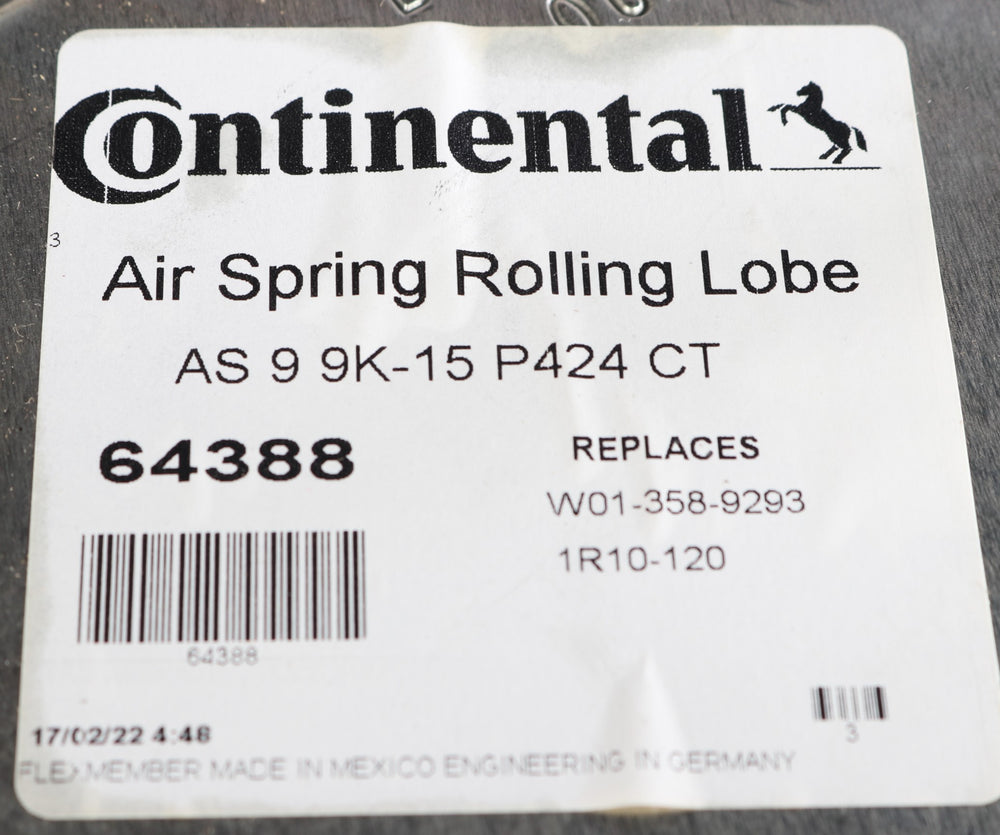 Continental
3
Air Spring Rolling Lobe
AS 9 9K-15 P424 CT
64388
REPLACES
W01-358-9293
1R10-120
64388
3
17/02/22 4:48
MEMBER MADE IN MEXICO ENGINEERING IN GERMANY